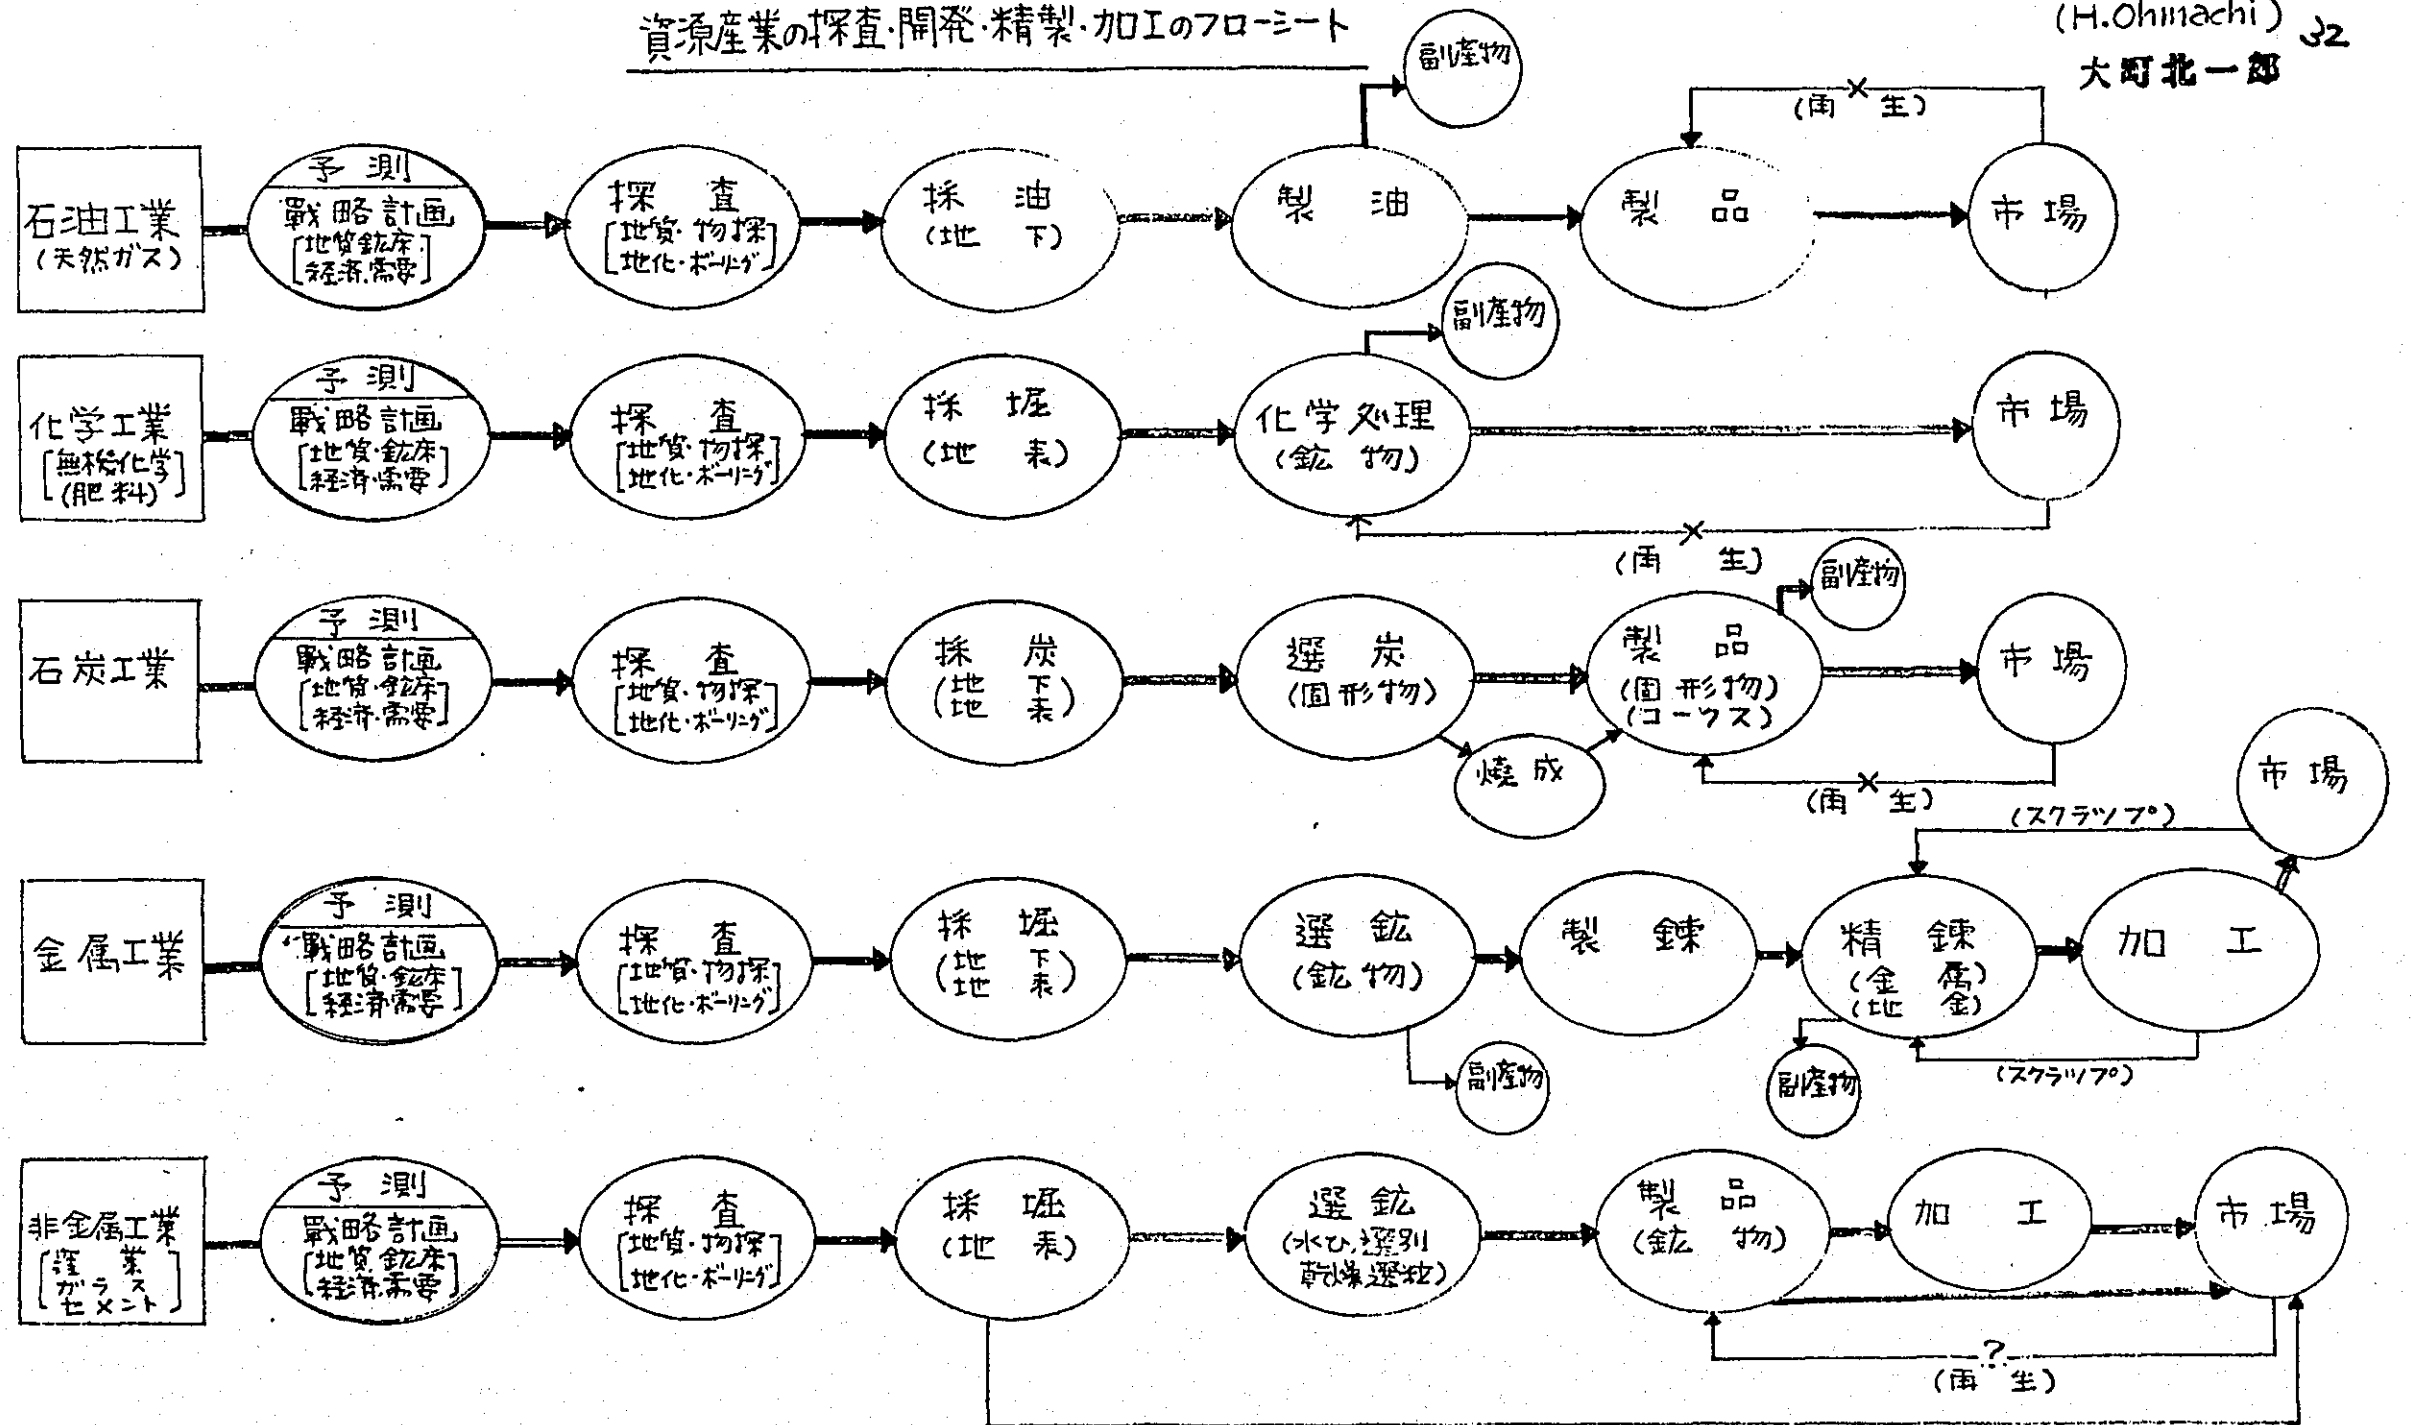 資源産業の探査・開発・精製・加工のフローシート
(H.Ohmachi) 32
大町北一郎
副産物
(再 生)
石油工業
(天然ガス)
予測
戦略計画
地質鉱床・
経済・需要
探査
地質・物探
地化・ボーリング
採油
(地下)
製油
製品
市場
副産物
化学工業
無機化学
(肥料)
予測
戦略計画
地質・鉱床
経済・需要
探査
地質・物探
地化・ボーリング
採堀
(地表)
化学処理
(鉱物)
市場
(再 生)
副産物
石炭工業
予測
戦略計画
地質・鉱床
経済・需要
探査
地質・物探
地化・ボーリング
採炭
(地下
地表)
選炭
(固形物)
焼成
製品
(固形物)
(コークス)
市場
(再 生)
市場
(スクラップ)
金属工業
予測
戦略計画
地質・鉱床
経済・需要
探査
地質・物探
地化・ボーリング
採堀
(地下
地表)
選鉱
(鉱物)
製錬
精錬
(金属)
(地金)
加工
副産物
副産物
(スクラップ)
非金属工業
窯業
ガラス
セメント
予測
戦略計画
地質・鉱床
経済・需要
探査
地質・物探
地化・ボーリング
採堀
(地表)
選鉱
(水ひ、選別
乾燥、選粒)
製品
(鉱物)
加工
市場
?
(再 生)